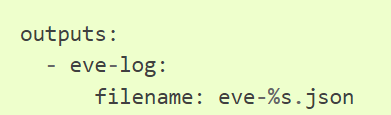 outputs:
  - eve-log:
      filename: eve-%s.json